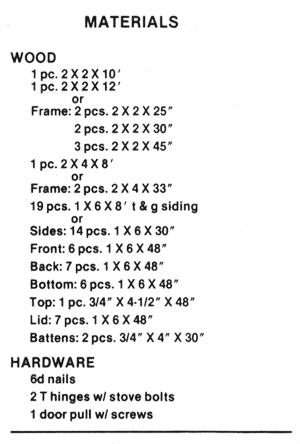 MATERIALS
WOOD
1 pc. 2 X 2 X 10′
1 pc. 2 X 2 X 12′
or
Frame: 2 pcs. 2 X 2 X 25″
2 pcs. 2 X 2 X 30″
3 pcs. 2 X 2 X 45″
1 pc. 2 X 4 X 8′
or
Frame: 2 pcs. 2 X 4 X 33″
19 pcs. 1 X 6 X 8′ t & g siding
or
Sides: 14 pcs. 1 X 6 X 30″
Front: 6 pcs. 1 X 6 X 48″
Back: 7 pcs. 1 X 6 X 48″
Bottom: 6 pcs. 1 X 6 X 48″
Top: 1 pc. 3/4″ X 4-1/2″ X 48″
Lid: 7 pcs. 1 X 6 X 48″
Battens: 2 pcs. 3/4″ X 4″ X 30″
HARDWARE
6d nails
2 T hinges w/ stove bolts
1 door pull w/ screws